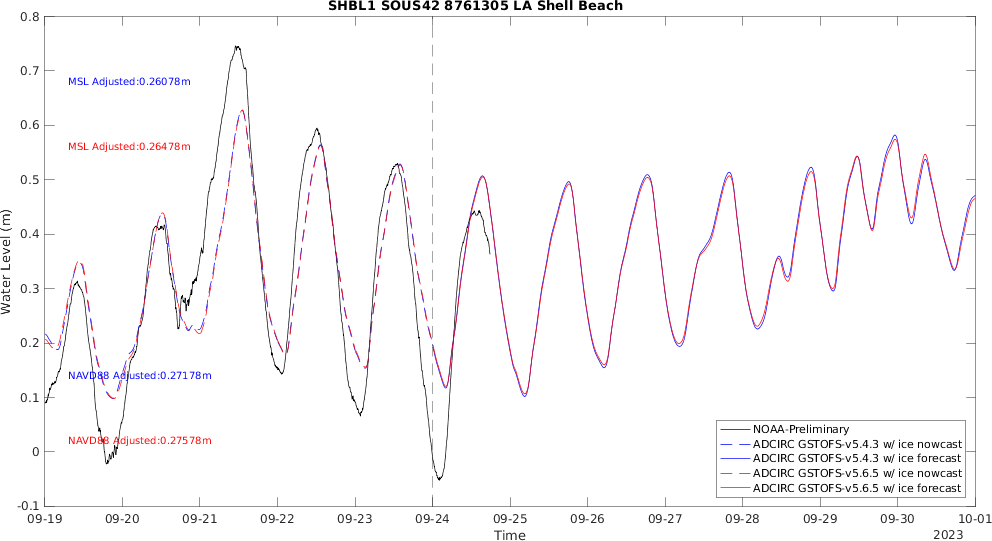 SHBL1 SOUS42 8761305 LA Shell Beach
0.8
0.7
0.6
0.5
0.4
0.3
0.2
0.1
0
-0.1
Water Level (m)
MSL Adjusted:0.26078m
MSL Adjusted:0.26478m
NAVD88 Adjusted:0.27178m
NAVD88 Adjusted:0.27578m
NOAA-Preliminary
ADCIRC GSTOFS-v5.4.3 w/ ice nowcast
ADCIRC GSTOFS-v5.4.3 w/ ice forecast
ADCIRC GSTOFS-v5.6.5 w/ ice nowcast
ADCIRC GSTOFS-v5.6.5 w/ ice forecast
09-19 09-20 09-21 09-22 09-23 09-24 09-25 09-26 09-27 09-28 09-29 09-30 10-01
Time
2023